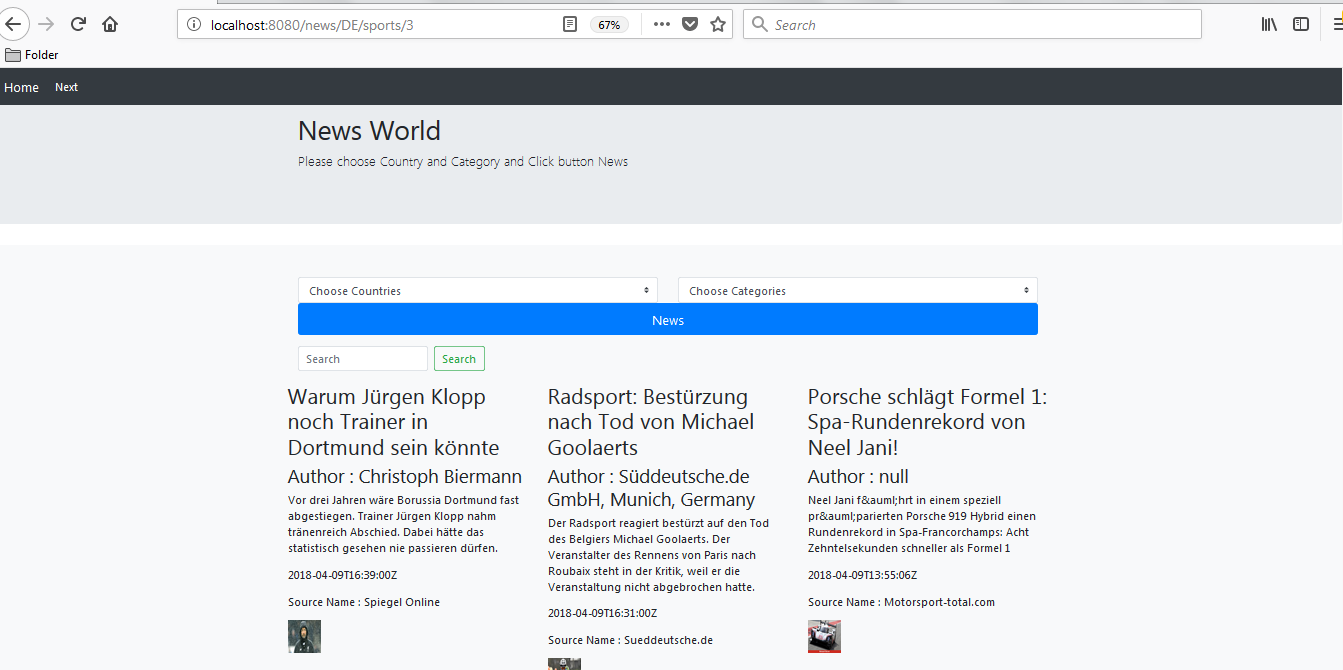 localhost:8080/news/DE/sports/3
67%
Search
Folder
Home
Next
News World
Please choose Country and Category and Click button News
Choose Countries
Choose Categories
News
Search
Search
Warum Jürgen Klopp
noch Trainer in
Dortmund sein könnte
Author : Christoph Biermann
Vor drei Jahren wäre Borussia Dortmund fast
abgestiegen. Trainer Jürgen Klopp nahm
tränenreich Abschied. Dabei hätte das
statistisch gesehen nie passieren dürfen.
2018-04-09T16:39:00Z
Source Name : Spiegel Online
Radsport: Bestürzung
nach Tod von Michael
Goolaerts
Author : Süddeutsche.de
GmbH, Munich, Germany
Der Radsport reagiert bestürzt auf den Tod
des Belgiers Michael Goolaerts. Der
Veranstalter des Rennens von Paris nach
Roubaix steht in der Kritik, weil er die
Veranstaltung nicht abgebrochen hatte.
2018-04-09T16:31:00Z
Source Name : Sueddeutsche.de
Porsche schlägt Formel 1:
Spa-Rundenrekord von
Neel Jani!
Author : null
Neel Jani f&auml;hrt in einem speziell
pr&auml;parierten Porsche 919 Hybrid einen
Rundenrekord in Spa-Francorchamps: Acht
Zehntelsekunden schneller als Formel 1
2018-04-09T13:55:06Z
Source Name : Motorsport-total.com